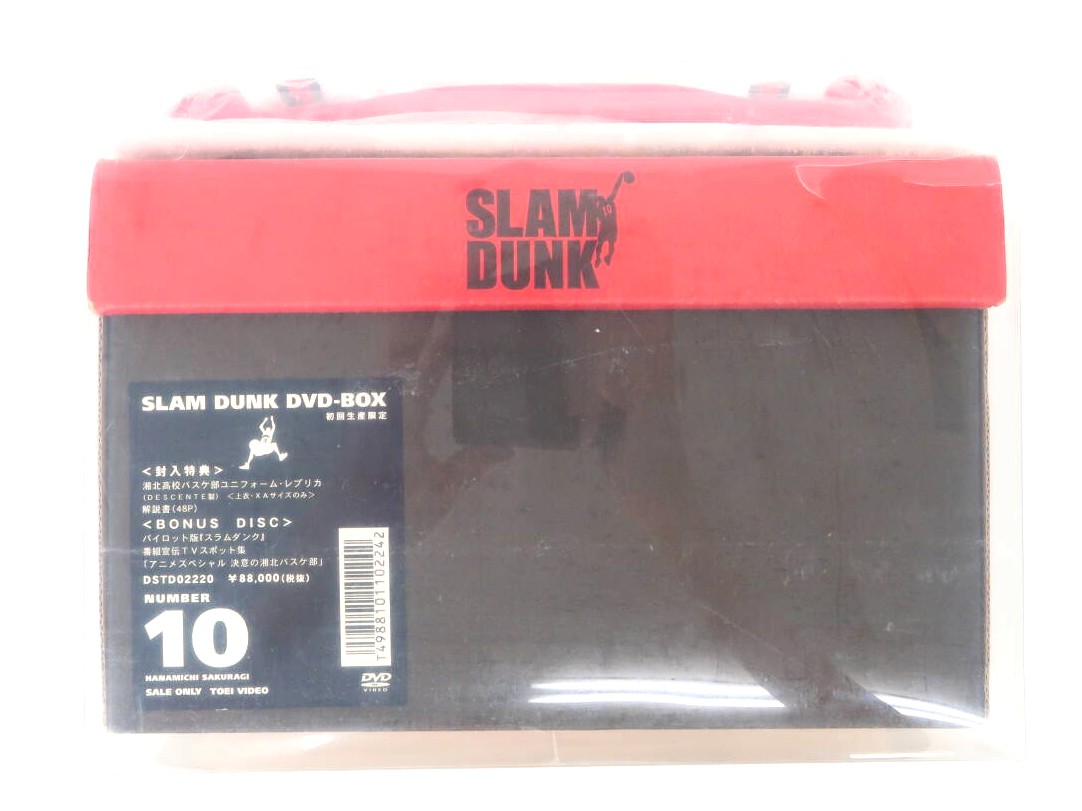 SLAM
DUNK
10
SLAM DUNK DVD-BOX
初回生産限定
<封入特典>
湘北高校バスケ部ユニフォーム・レプリカ
(DESCENTE製) <上衣・XAサイズのみ>
解説書(48P)
<BONUS DISC>
パイロット版『スラムダンク』
番組宣伝TVスポット集
「アニメスペシャル 決意の湘北バスケ部」
DSTD02220 ¥88,000(税抜)
NUMBER
10
HANAMICHI SAKURAGI
SALE ONLY TOEI VIDEO
T4988101102242
DVD
VIDEO